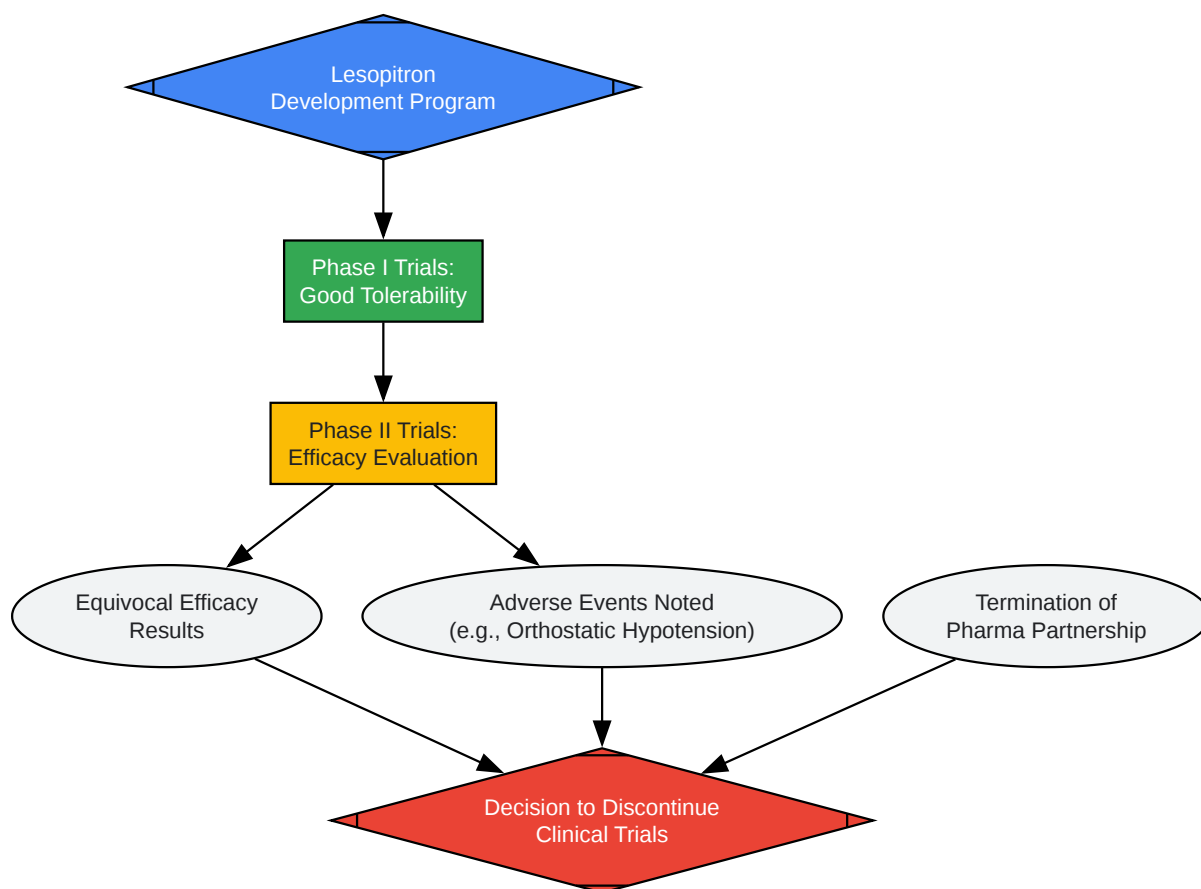 Lesopitron
Development Program
Phase I Trials:
Good Tolerability
Phase II Trials:
Efficacy Evaluation
Equivocal Efficacy
Results
Adverse Events Noted
(e.g., Orthostatic Hypotension)
Termination of
Pharma Partnership
Decision to Discontinue
Clinical Trials